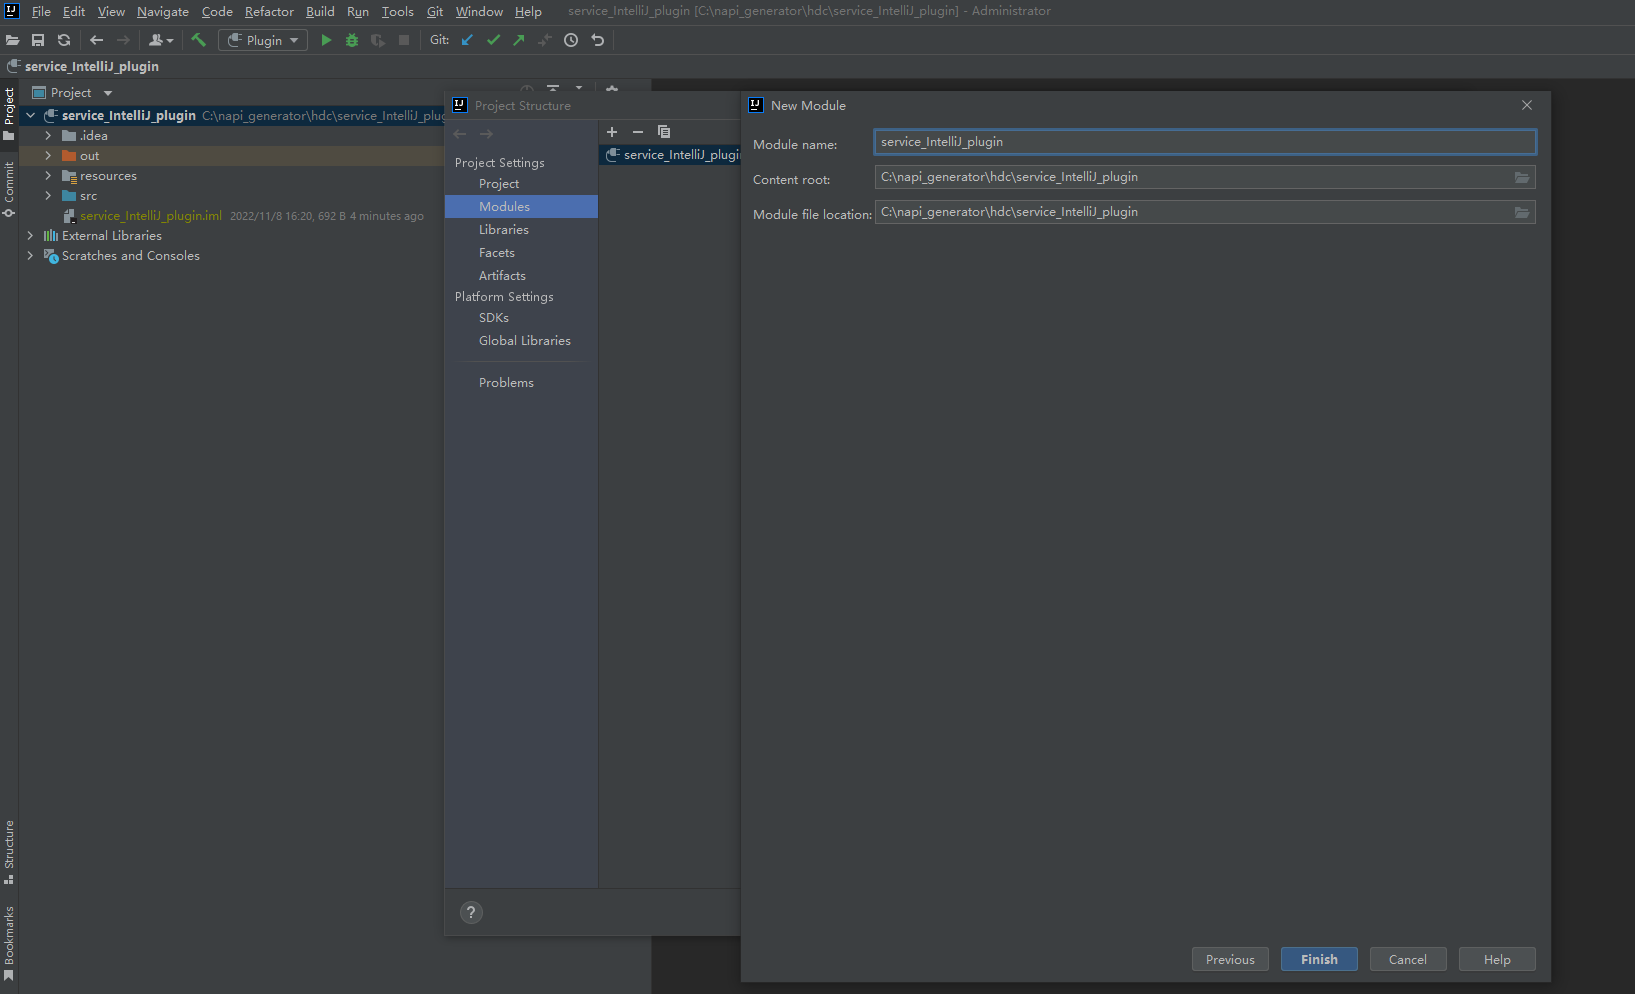 File Edit View Navigate Code Refactor Build Run Tools Git Window Help service_IntelliJ_plugin [C:\napi_generator\hdc\service_IntelliJ_plugin] - Administrator
Plugin Git:
service_IntelliJ_plugin
Project
service_IntelliJ_plugin C:\napi_generator\hdc\service_IntelliJ_plug
.idea
out
resources
src
service_IntelliJ_plugin.iml 2022/11/8 16:20, 692 B 4 minutes ago
External Libraries
Scratches and Consoles
Project
Commit
Structure
Bookmarks
Project Structure
Project Settings
Project
Modules
Libraries
Facets
Artifacts
Platform Settings
SDKs
Global Libraries
Problems
?
service_IntelliJ_plugin
New Module
Module name: service_IntelliJ_plugin
Content root: C:\napi_generator\hdc\service_IntelliJ_plugin
Module file location: C:\napi_generator\hdc\service_IntelliJ_plugin
Previous Finish Cancel Help